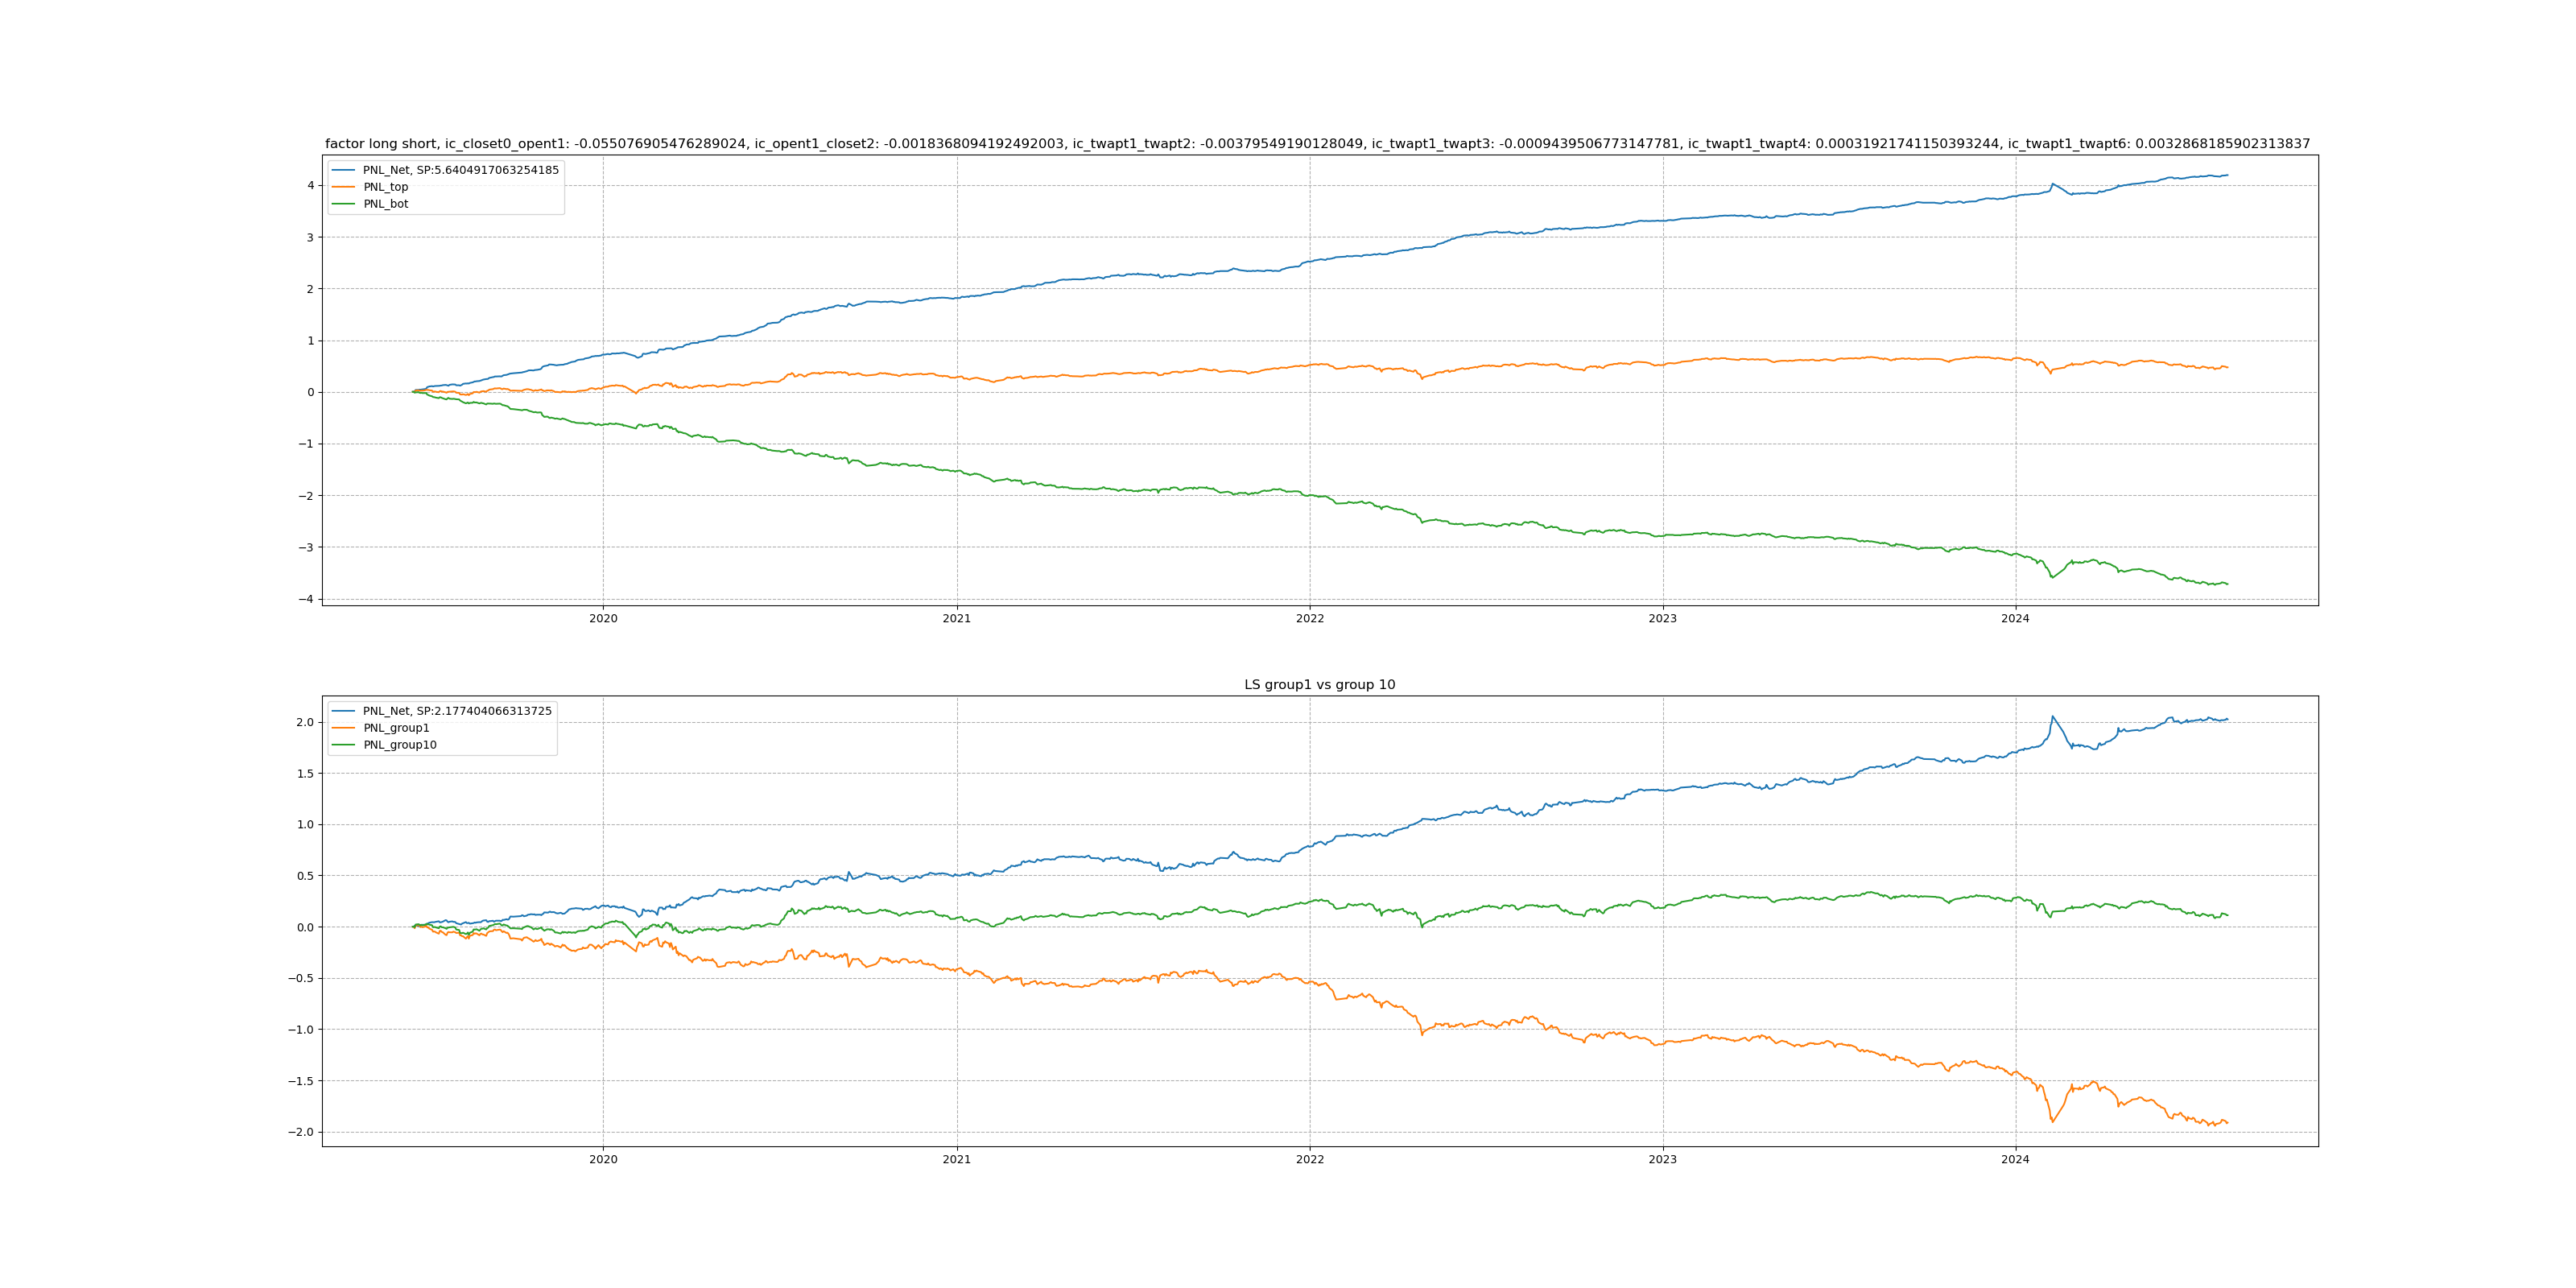 factor long short, ic_closet0_opent1: -0.055076905476289024, ic_opent1_closet2: -0.0018368094192492003, ic_twapt1_twapt2: -0.00379549190128049, ic_twapt1_twapt3: -0.0009439506773147781, ic_twapt1_twapt4: 0.00031921741150393244, ic_twapt1_twapt6: 0.0032868185902313837
PNL_Net, SP:5.6404917063254185
PNL_top
PNL_bot
4
3
2
1
0
−1
−2
−3
−4
2020 2021 2022 2023 2024
LS group1 vs group 10
PNL_Net, SP:2.177404066313725
PNL_group1
PNL_group10
2.0
1.5
1.0
0.5
0.0
−0.5
−1.0
−1.5
−2.0
2020 2021 2022 2023 2024